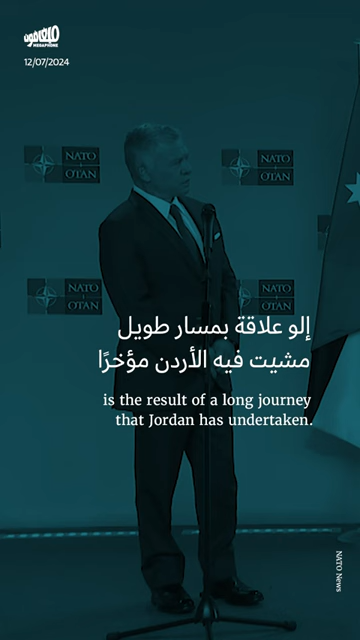 ميغافون
MEGAPHONE
12/07/2024
NATO
OTAN
NATO
OTAN
NATO
OTAN
NATO
OTAN
إلو علاقة بمسار طويل
مشيت فيه الأردن مؤخرًا
is the result of a long journey
that Jordan has undertaken.
NATO News